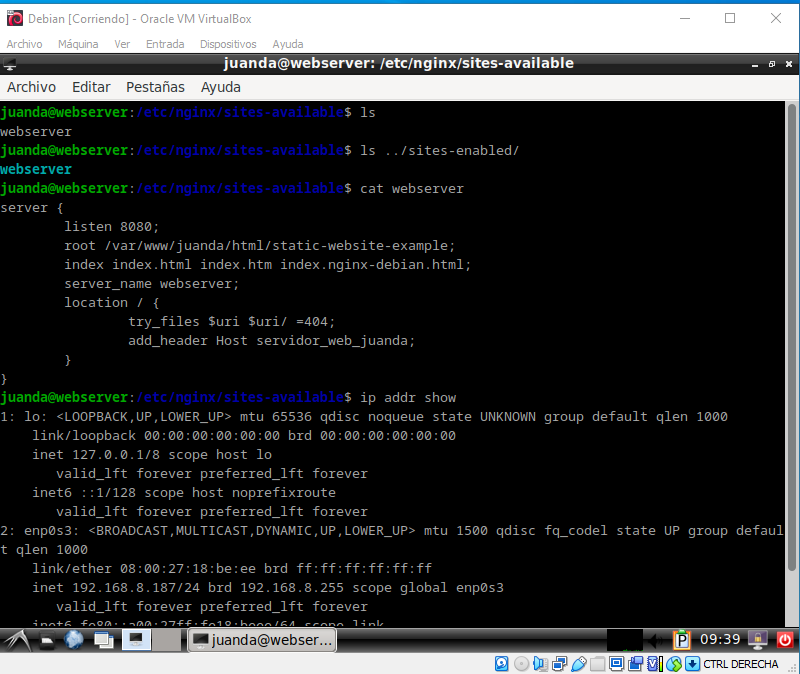 Debian [Corriendo] - Oracle VM VirtualBox
Archivo Máquina Ver Entrada Dispositivos Ayuda
juanda@webserver: /etc/nginx/sites-available
Archivo Editar Pestañas Ayuda
juanda@webserver:/etc/nginx/sites-available$ ls
webserver
juanda@webserver:/etc/nginx/sites-available$ ls ../sites-enabled/
webserver
juanda@webserver:/etc/nginx/sites-available$ cat webserver
server {
        listen 8080;
        root /var/www/juanda/html/static-website-example;
        index index.html index.htm index.nginx-debian.html;
        server_name webserver;
        location / {
                try_files $uri $uri/ =404;
                add_header Host servidor_web_juanda;
        }
}
juanda@webserver:/etc/nginx/sites-available$ ip addr show
1: lo: <LOOPBACK,UP,LOWER_UP> mtu 65536 qdisc noqueue state UNKNOWN group default qlen 1000
    link/loopback 00:00:00:00:00:00 brd 00:00:00:00:00:00
    inet 127.0.0.1/8 scope host lo
       valid_lft forever preferred_lft forever
    inet6 ::1/128 scope host noprefixroute
       valid_lft forever preferred_lft forever
2: enp0s3: <BROADCAST,MULTICAST,DYNAMIC,UP,LOWER_UP> mtu 1500 qdisc fq_codel state UP group defaul
t qlen 1000
    link/ether 08:00:27:18:be:ee brd ff:ff:ff:ff:ff:ff
    inet 192.168.8.187/24 brd 192.168.8.255 scope global enp0s3
       valid_lft forever preferred_lft forever
    inet6 fe80::a00:27ff:fe18:beee/64 scope link
juanda@webser...
P
09:39
CTRL DERECHA